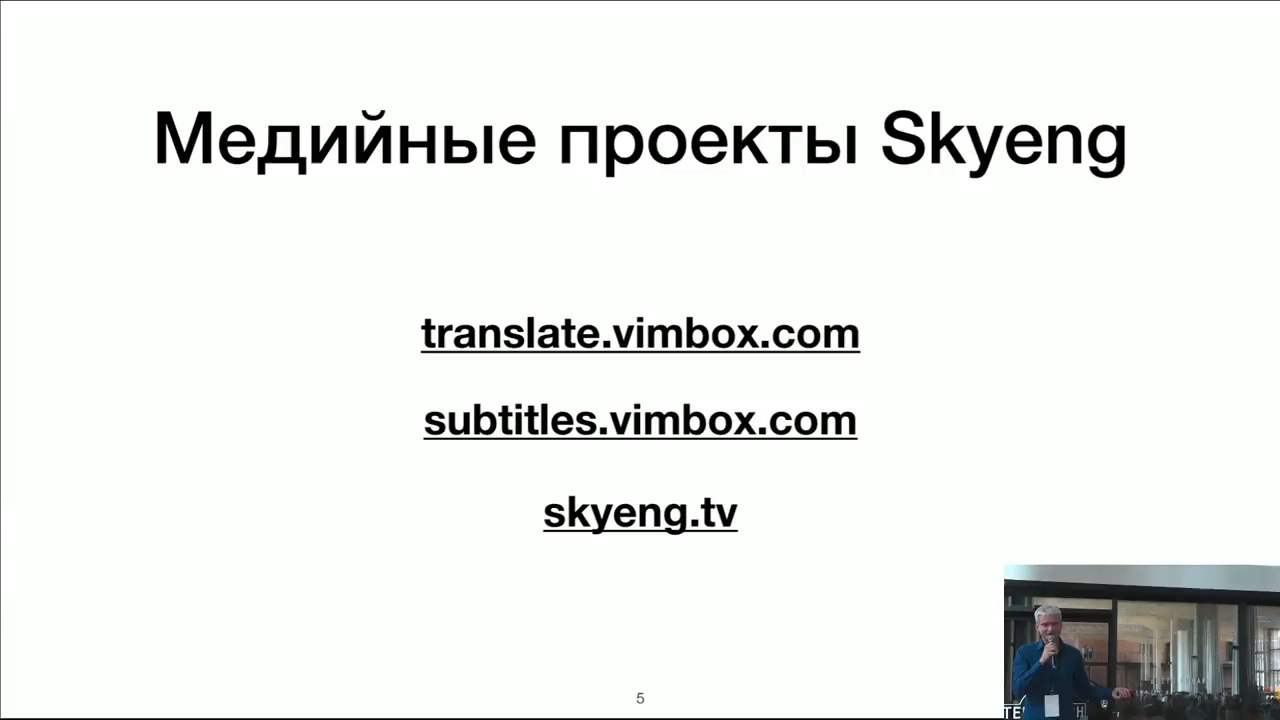 Медийные проекты Skyeng
translate.vimbox.com
subtitles.vimbox.com
skyeng.tv
5